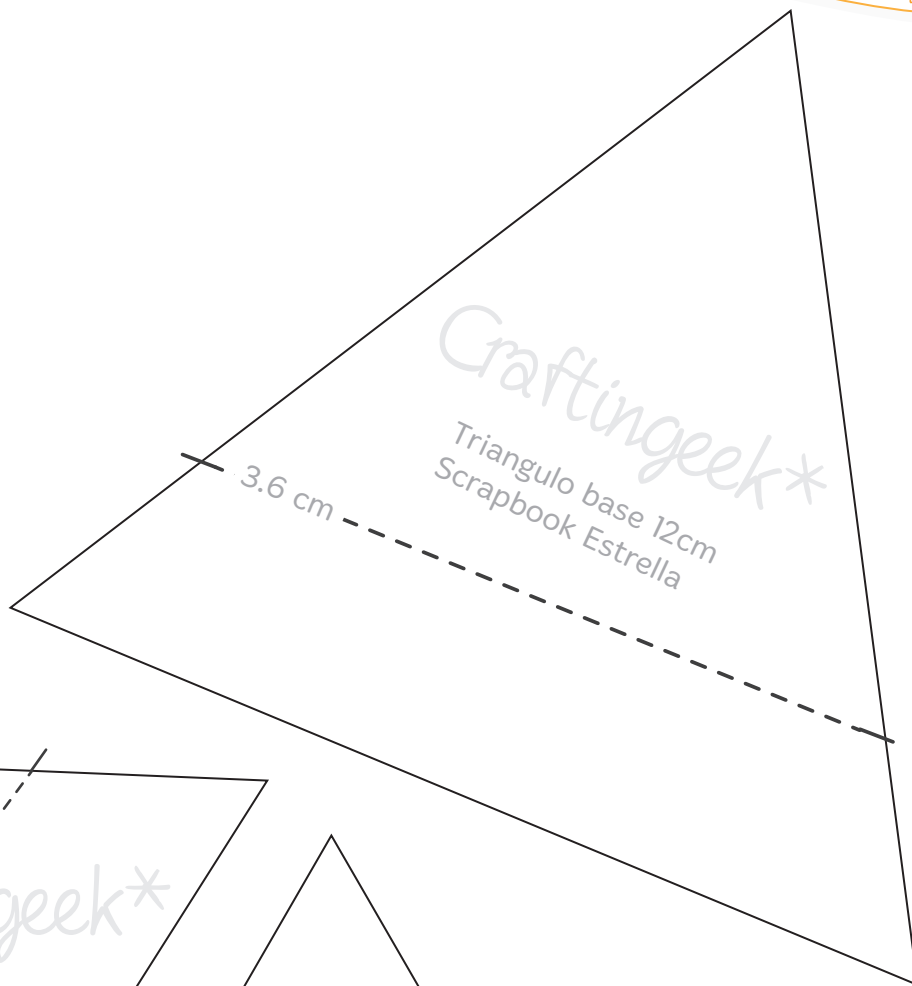 Craftingeek*
Triangulo base 12cm
Scrapbook Estrella
3.6 cm
geek*